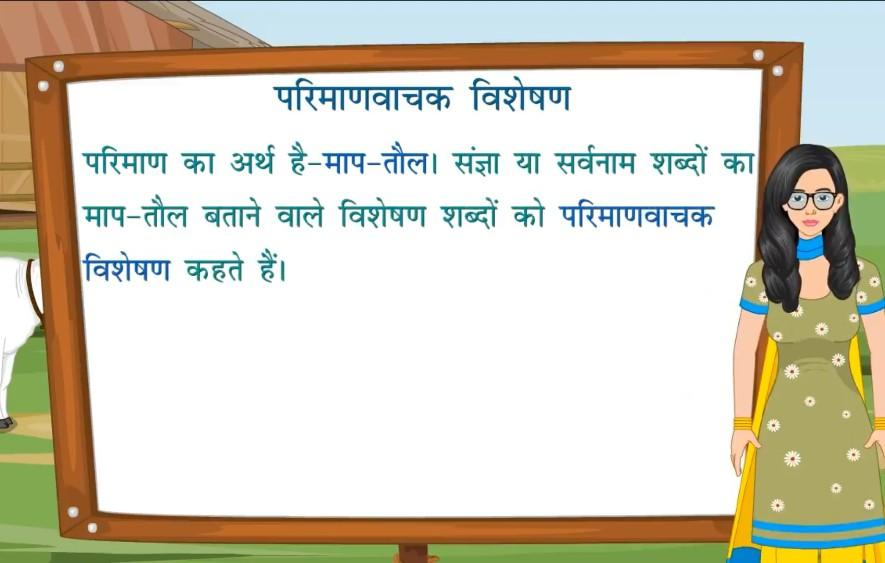 परिमाणवाचक विशेषण
परिमाण का अर्थ है-माप-तौल। संज्ञा या सर्वनाम शब्दों का
माप-तौल बताने वाले विशेषण शब्दों को परिमाणवाचक
विशेषण कहते हैं।